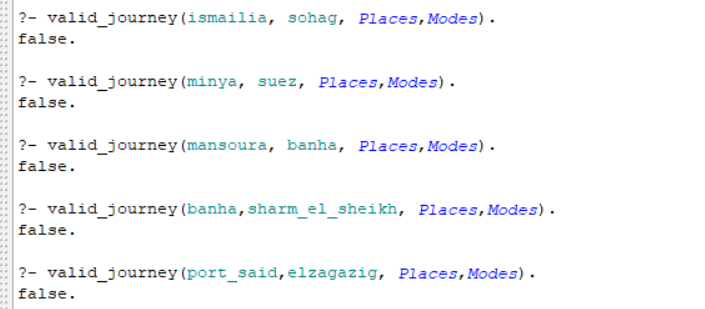 ?- valid_journey(ismailia, sohag, Places,Modes).
false.
?- valid_journey(minya, suez, Places,Modes).
false.
?- valid_journey(mansoura, banha, Places,Modes).
false.
?- valid_journey(banha,sharm_el_sheikh, Places,Modes).
false.
?- valid_journey(port_said,elzagazig, Places,Modes).
false.